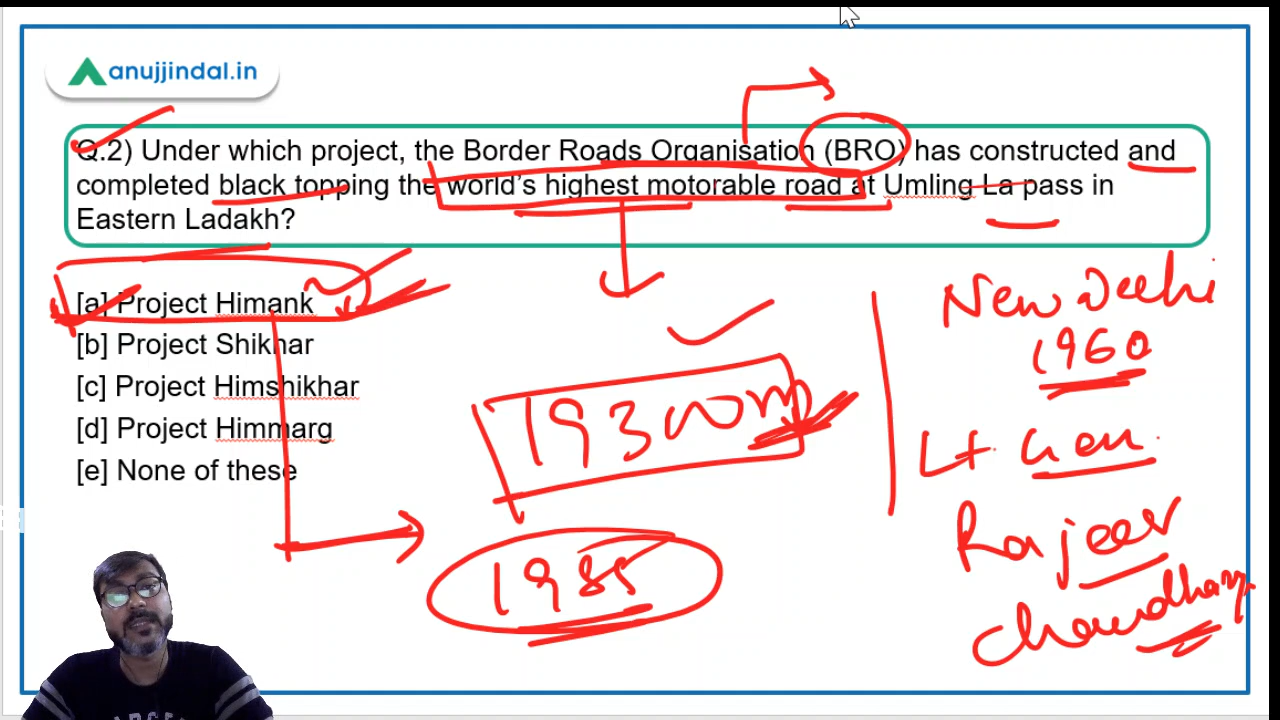 anujjindal.in
Q.2) Under which project, the Border Roads Organisation (BRO) has constructed and
completed black topping the world's highest motorable road at Umling La pass in
Eastern Ladakh?
[a] Project Himank
[b] Project Shikhar
[c] Project Himshikhar
[d] Project Himmarg
[e] None of these
19300m
1985
New Delhi
1960
Lt. Gen.
Rajeev
Chaudhary